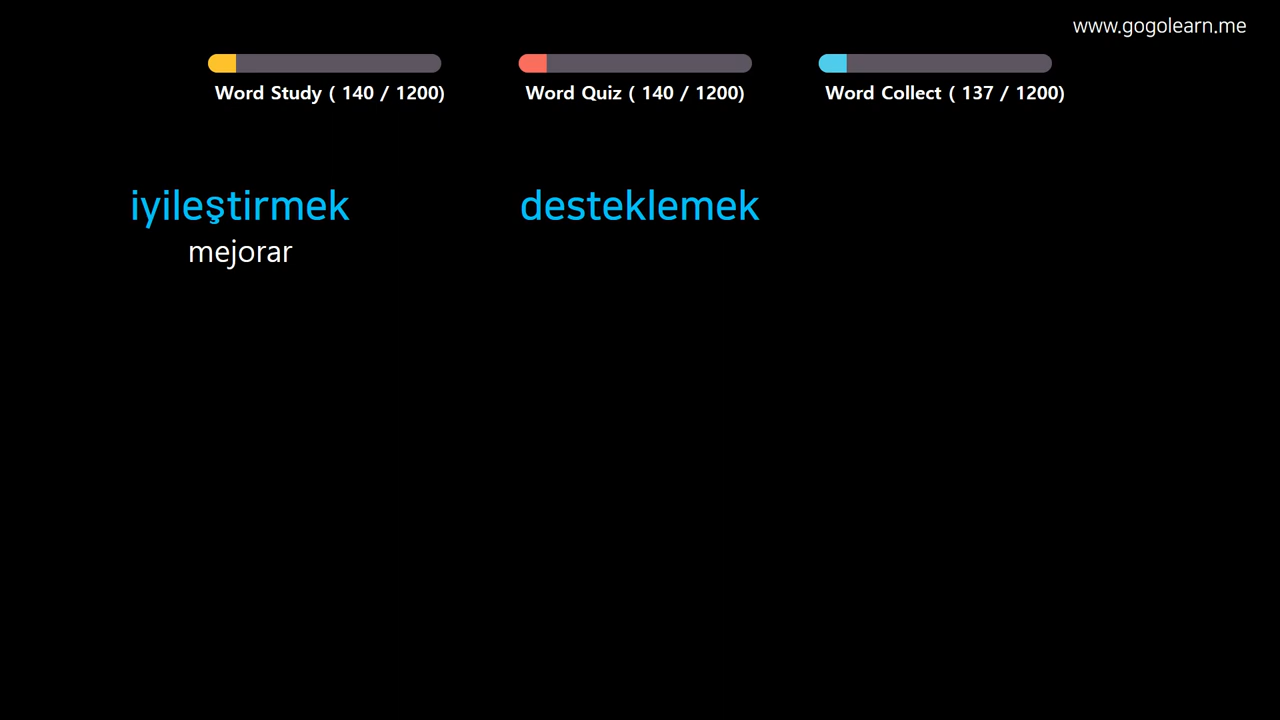 www.gogolearn.me
Word Study ( 140 / 1200)
Word Quiz ( 140 / 1200)
Word Collect ( 137 / 1200)
iyileştirmek
mejorar
desteklemek